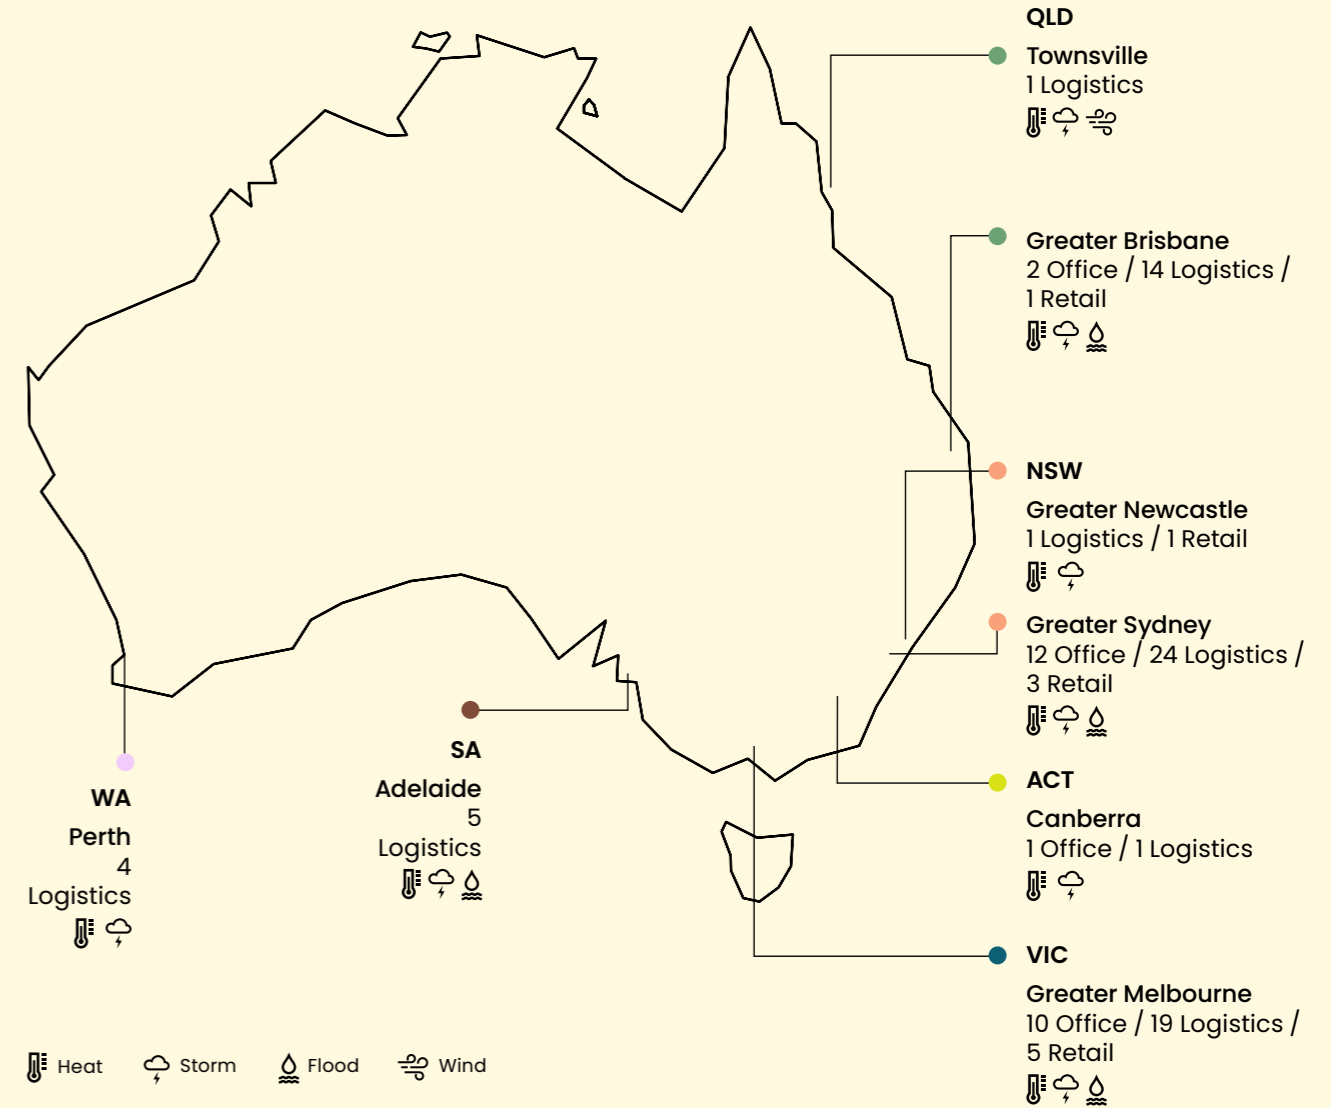 QLD
Townsville
1 Logistics
Greater Brisbane
2 Office / 14 Logistics /
1 Retail
NSW
Greater Newcastle
1 Logistics / 1 Retail
Greater Sydney
12 Office / 24 Logistics /
3 Retail
ACT
Canberra
1 Office / 1 Logistics
VIC
Greater Melbourne
10 Office / 19 Logistics /
5 Retail
SA
Adelaide
5
Logistics
WA
Perth
4
Logistics
Heat
Storm
Flood
Wind